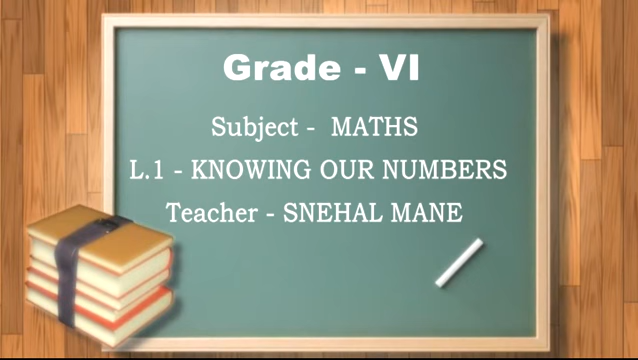 Grade - VI
Subject - MATHS
L.1 - KNOWING OUR NUMBERS
Teacher - SNEHAL MANE